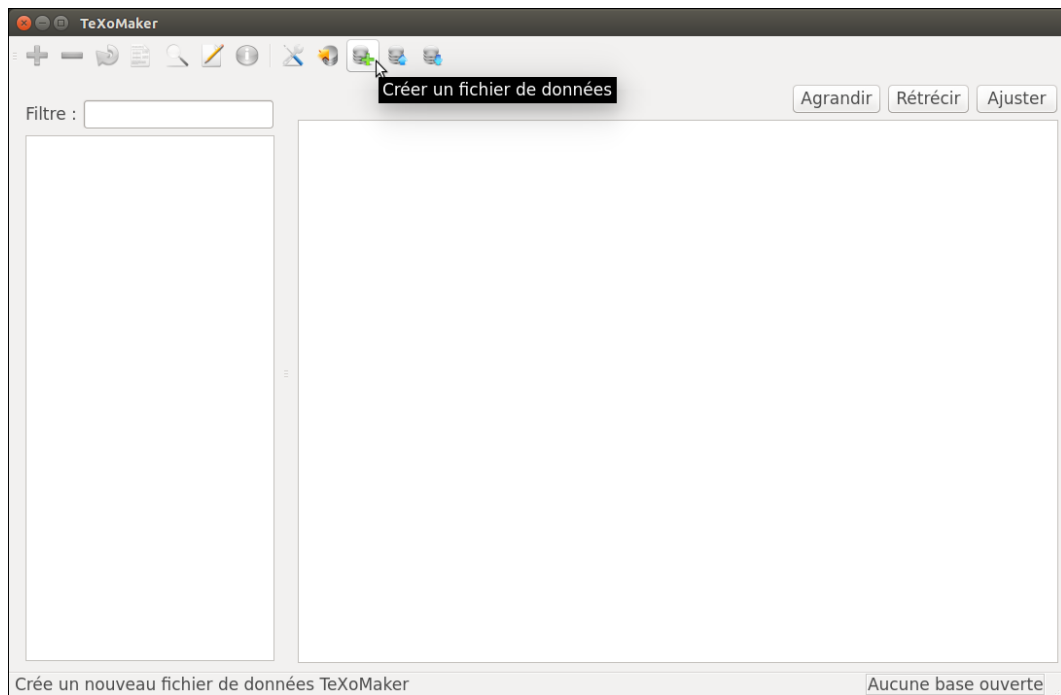 TeXoMaker
Créer un fichier de données
Filtre :
Agrandir
Rétrécir
Ajuster
Crée un nouveau fichier de données TeXoMaker
Aucune base ouverte